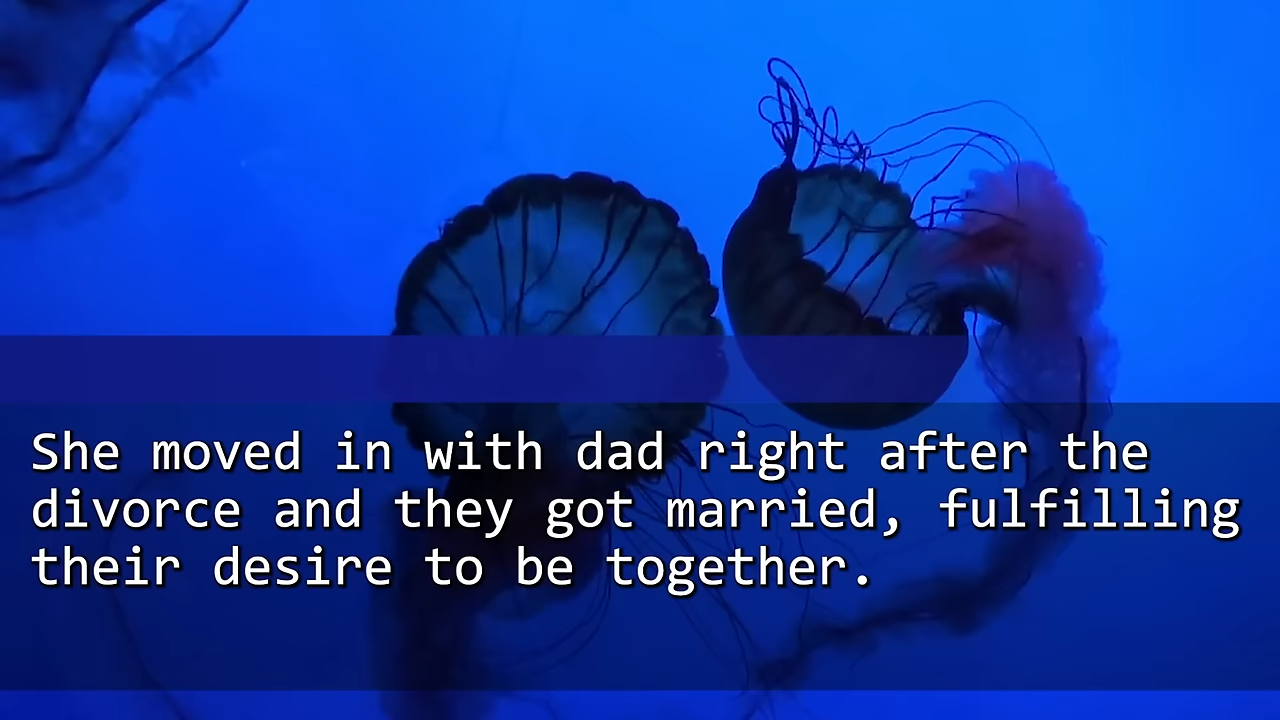 She moved in with dad right after the
divorce and they got married, fulfilling
their desire to be together.